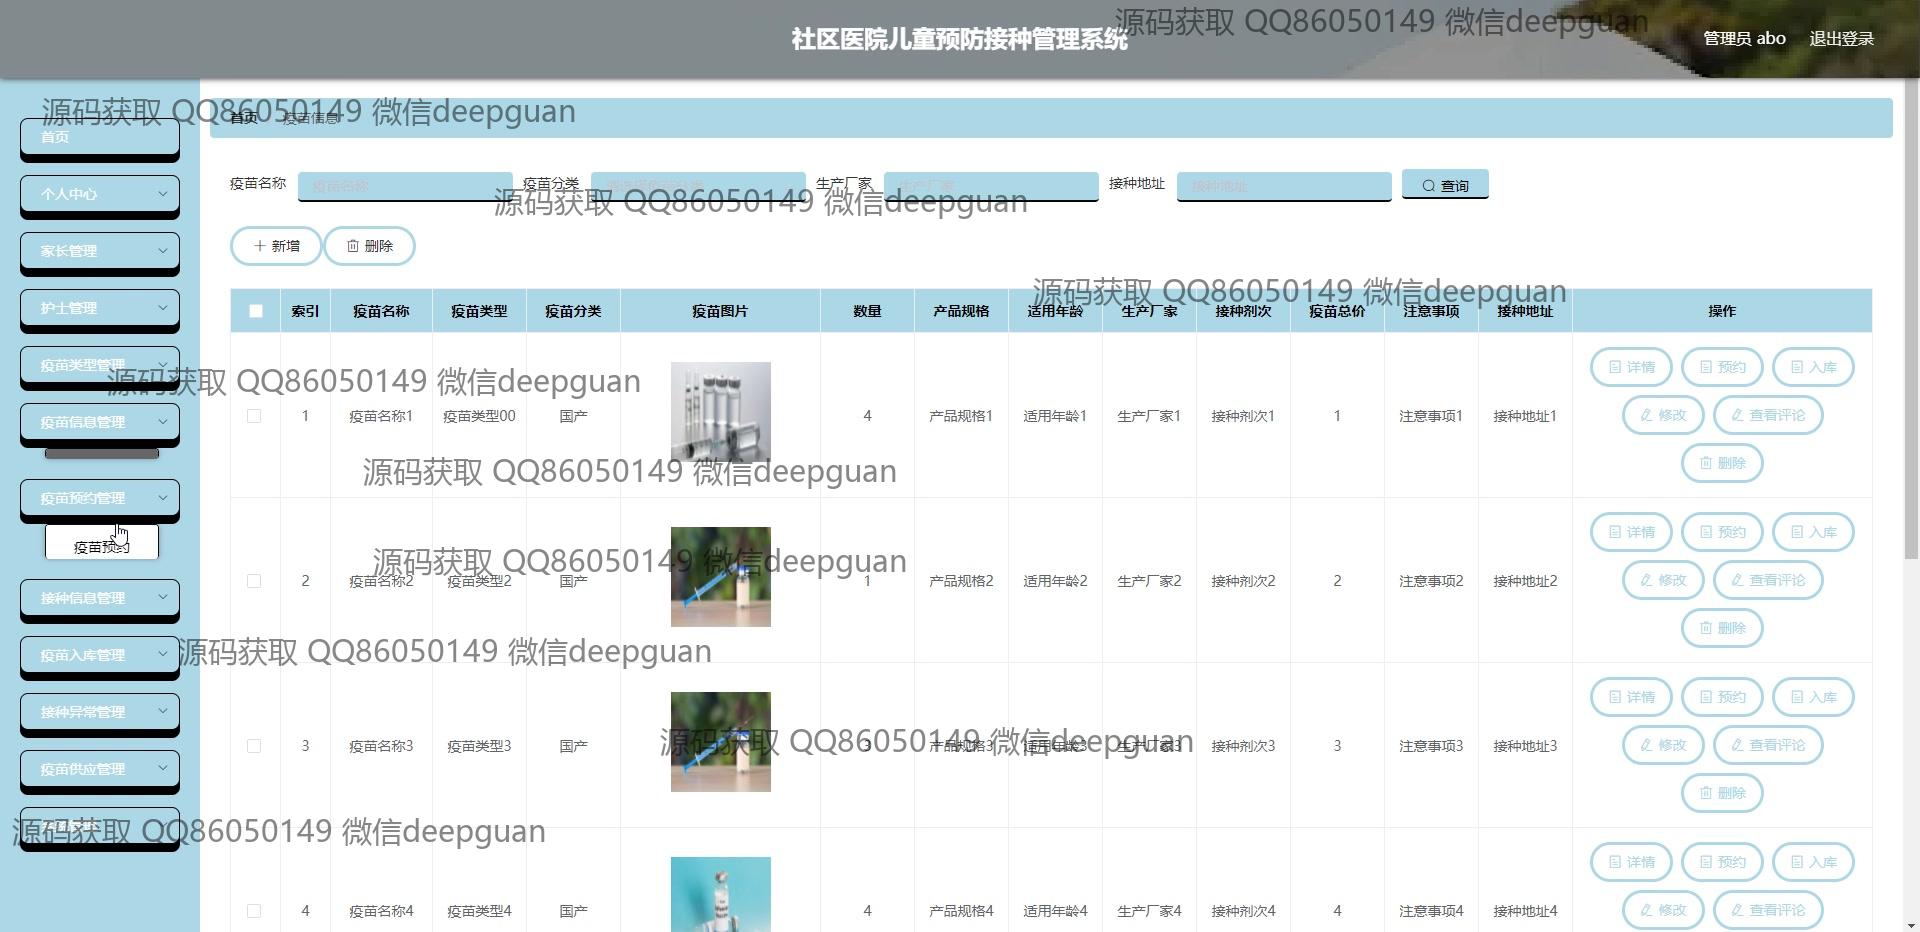 社区医院儿童预防接种管理系统
源码获取 QQ86050149 微信deepguan
管理员 abo 退出登录
源码获取 QQ86050149 微信deepguan
首页 疫苗信息
首页
个人中心
家长管理
护士管理
疫苗类型管理
疫苗信息管理
疫苗预约管理
疫苗预约
接种信息管理
疫苗入库管理
接种异常管理
疫苗供应管理
疫苗名称 疫苗名称 疫苗分类 生产厂家 生产厂家 接种地址 接种地址 查询
源码获取 QQ86050149 微信deepguan
新增 删除
源码获取 QQ86050149 微信deepguan
索引 疫苗名称 疫苗类型 疫苗分类 疫苗图片 数量 产品规格 适用年龄 生产厂家 接种剂次 疫苗总价 注意事项 接种地址 操作
源码获取 QQ86050149 微信deepguan
1 疫苗名称1 疫苗类型00 国产 4 产品规格1 适用年龄1 生产厂家1 接种剂次1 1 注意事项1 接种地址1
详情 预约 入库
修改 查看评论
删除
源码获取 QQ86050149 微信deepguan
源码获取 QQ86050149 微信deepguan
2 疫苗名称2 疫苗类型2 国产 1 产品规格2 适用年龄2 生产厂家2 接种剂次2 2 注意事项2 接种地址2
详情 预约 入库
修改 查看评论
删除
源码获取 QQ86050149 微信deepguan
源码获取 QQ86050149 微信deepguan
3 疫苗名称3 疫苗类型3 国产 3 产品规格3 适用年龄3 生产厂家3 接种剂次3 3 注意事项3 接种地址3
详情 预约 入库
修改 查看评论
删除
源码获取 QQ86050149 微信deepguan
4 疫苗名称4 疫苗类型4 国产 4 产品规格4 适用年龄4 生产厂家4 接种剂次4 4 注意事项4 接种地址4
详情 预约 入库
修改 查看评论